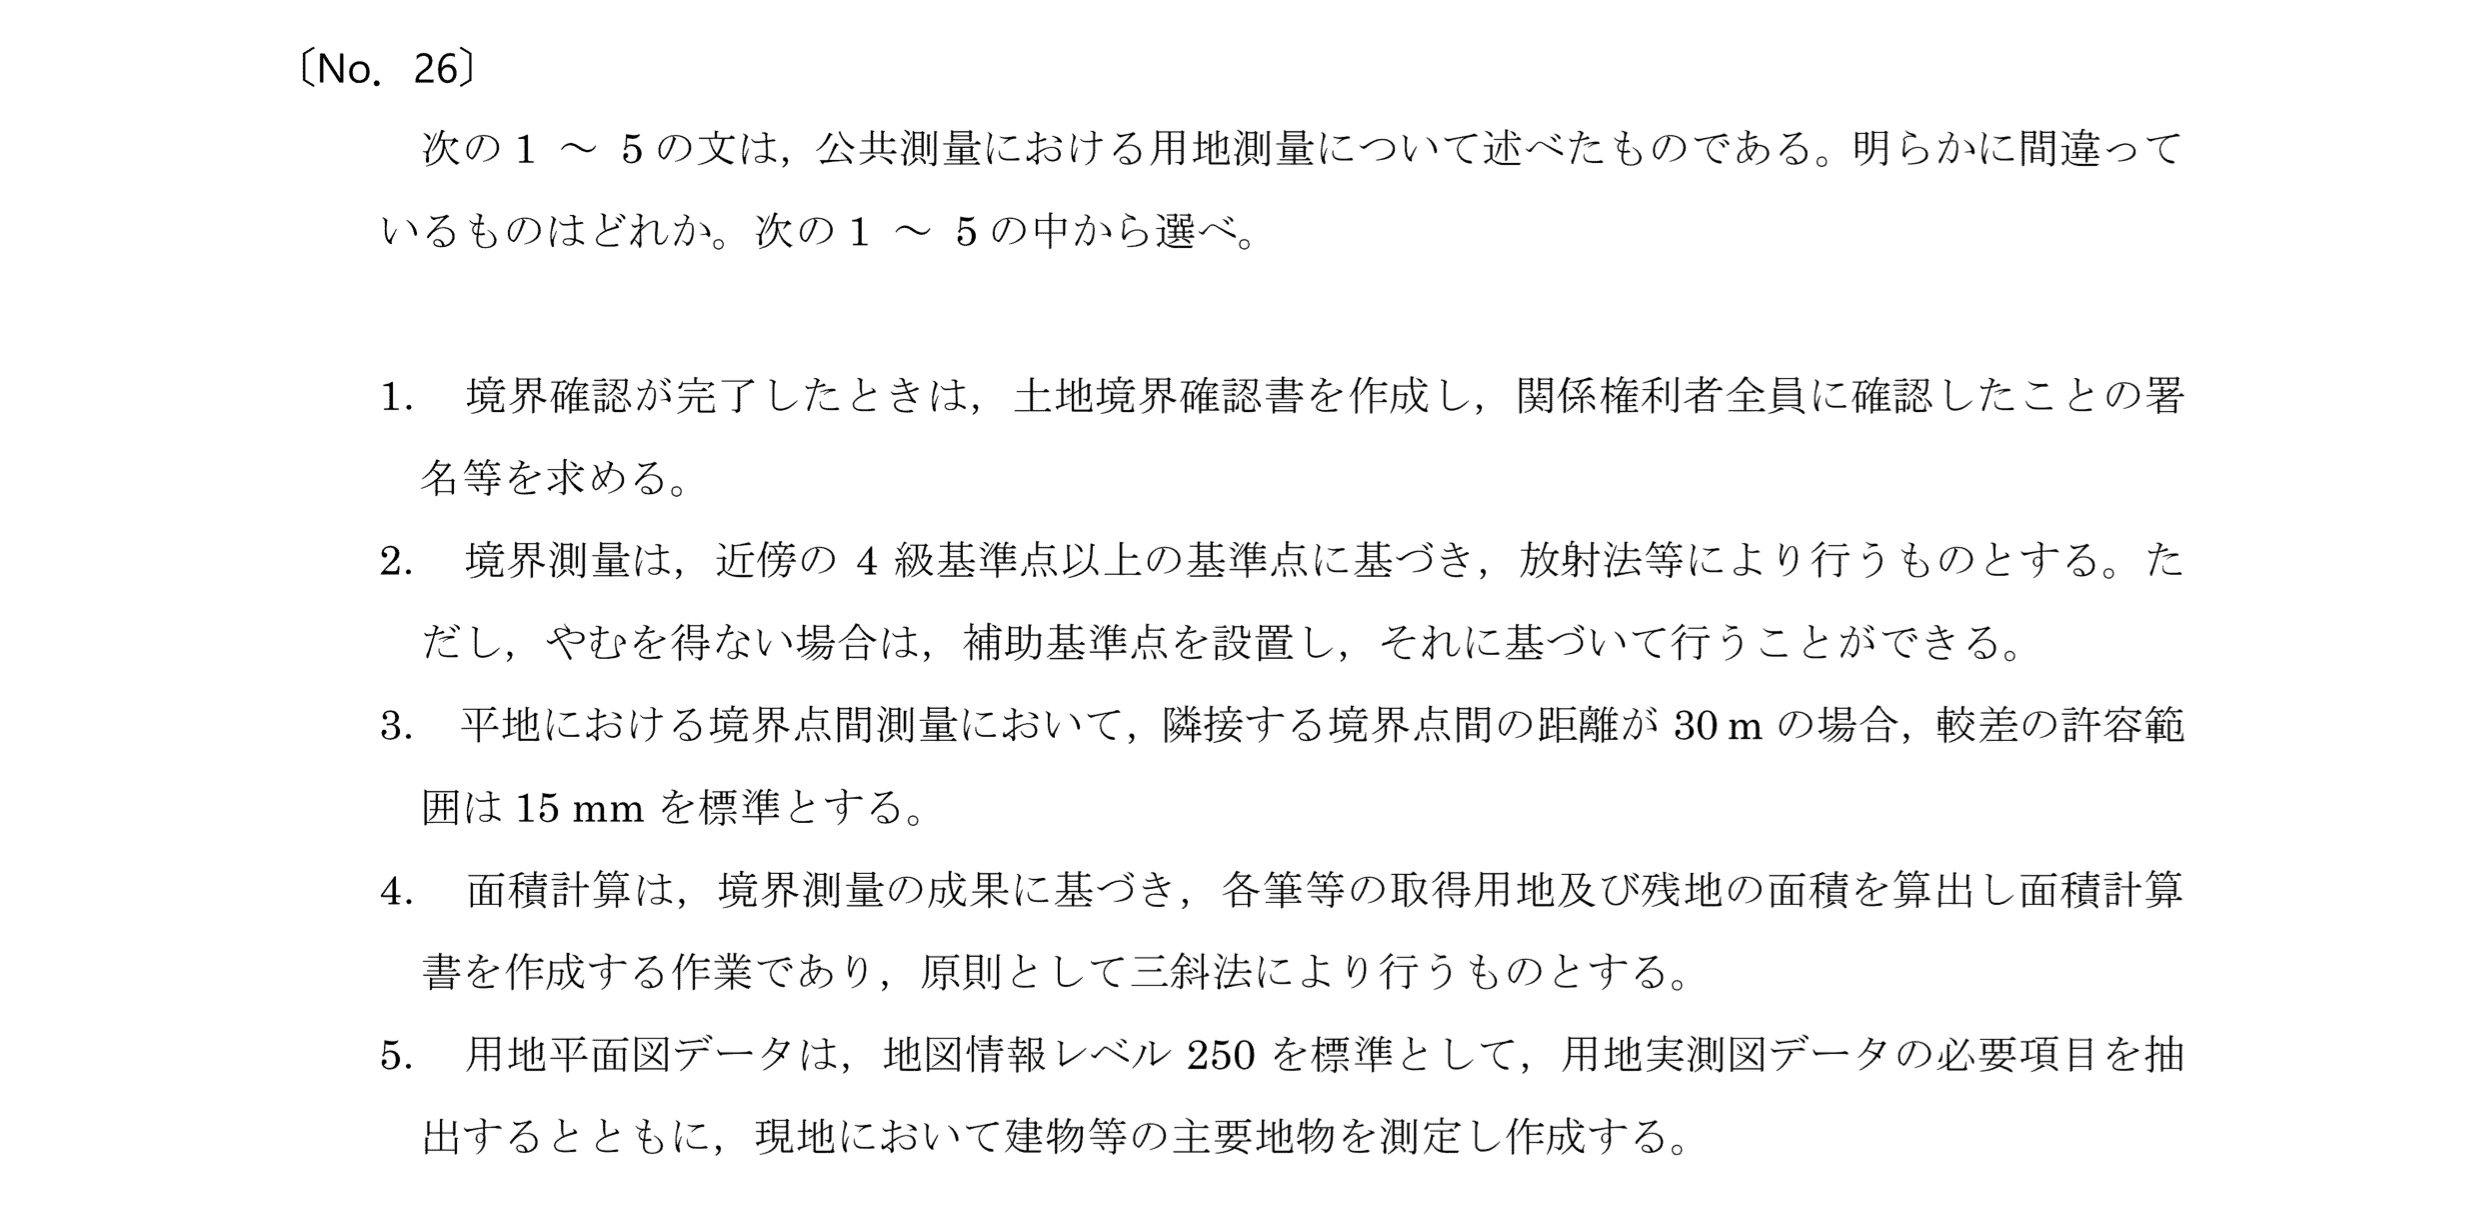 〔No. 26〕
次の 1 ～ 5 の文は，公共測量における用地測量について述べたものである。明らかに間違って
いるものはどれか。次の 1 ～ 5 の中から選べ。
1. 境界確認が完了したときは，土地境界確認書を作成し，関係権利者全員に確認したことの署
名等を求める。
2. 境界測量は，近傍の 4 級基準点以上の基準点に基づき，放射法等により行うものとする。た
だし，やむを得ない場合は，補助基準点を設置し，それに基づいて行うことができる。
3. 平地における境界点間測量において，隣接する境界点間の距離が 30 m の場合，較差の許容範
囲は 15 mm を標準とする。
4. 面積計算は，境界測量の成果に基づき，各筆等の取得用地及び残地の面積を算出し面積計算
書を作成する作業であり，原則として三斜法により行うものとする。
5. 用地平面図データは，地図情報レベル 250 を標準として，用地実測図データの必要項目を抽
出するとともに，現地において建物等の主要地物を測定し作成する。